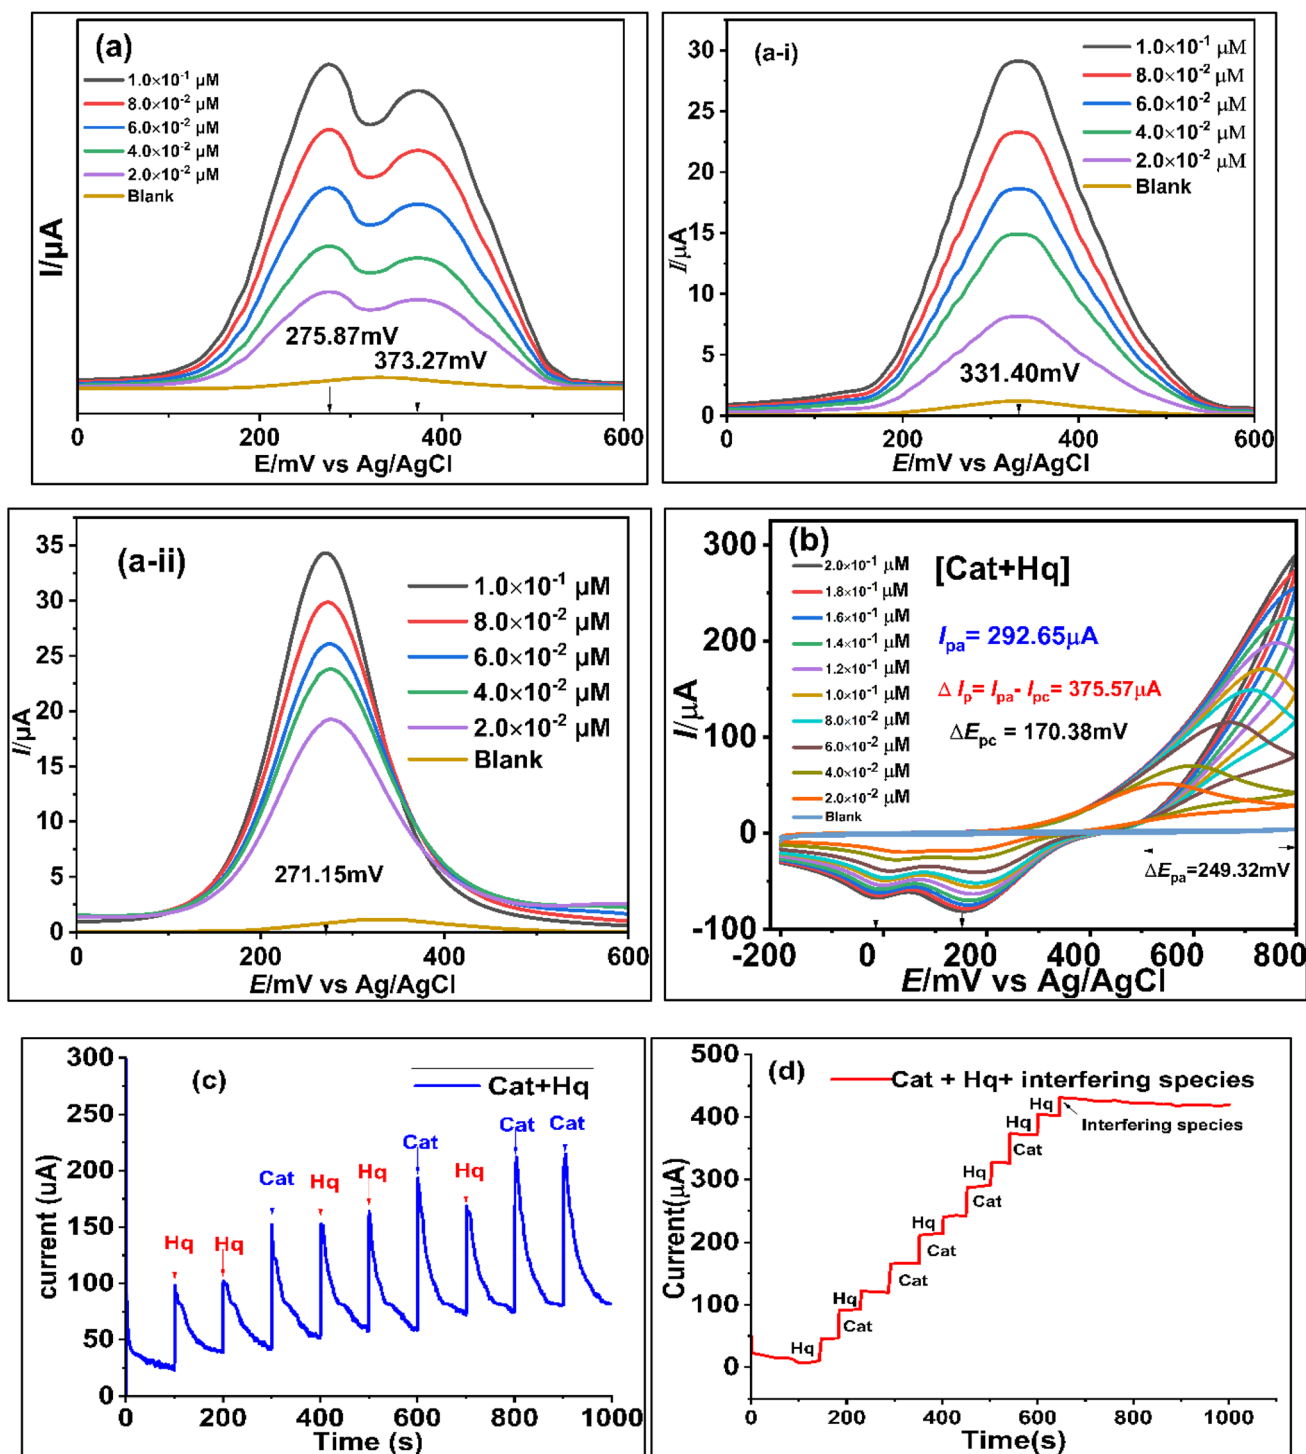 (a)
1.0×10⁻¹ µM
8.0×10⁻² µM
6.0×10⁻² µM
4.0×10⁻² µM
2.0×10⁻² µM
Blank
I/µA
275.87mV
373.27mV
0
200
400
600
E/mV vs Ag/AgCl
(a-i)
1.0×10⁻¹ µM
8.0×10⁻² µM
6.0×10⁻² µM
4.0×10⁻² µM
2.0×10⁻² µM
Blank
30
25
20
15
10
5
0
I/µA
331.40mV
0
200
400
600
E/mV vs Ag/AgCl
(a-ii)
1.0×10⁻¹ µM
8.0×10⁻² µM
6.0×10⁻² µM
4.0×10⁻² µM
2.0×10⁻² µM
Blank
35
30
25
20
15
10
5
0
I/µA
271.15mV
0
200
400
600
E/mV vs Ag/AgCl
(b)
2.0×10⁻¹ µM
1.8×10⁻¹ µM
1.6×10⁻¹ µM
1.4×10⁻¹ µM
1.2×10⁻¹ µM
1.0×10⁻¹ µM
8.0×10⁻² µM
6.0×10⁻² µM
4.0×10⁻² µM
2.0×10⁻² µM
Blank
[Cat+Hq]
Ipa= 292.65µA
Δ Ip= Ipa- Ipc= 375.57µA
ΔEpc = 170.38mV
ΔEpa=249.32mV
300
200
100
0
-100
I/µA
-200
0
200
400
600
800
E/mV vs Ag/AgCl
(c)
Cat+Hq
300
250
200
150
100
50
0
current (uA)
Hq
Hq
Cat
Hq
Hq
Cat
Hq
Cat
Cat
0
200
400
600
800
1000
Time (s)
(d)
Cat + Hq+ interfering species
500
400
300
200
100
0
Current(µA)
Hq
Hq
Cat
Cat
Hq
Cat
Hq
Cat
Hq
Cat
Hq
Interfering species
0
200
400
600
800
1000
Time(s)